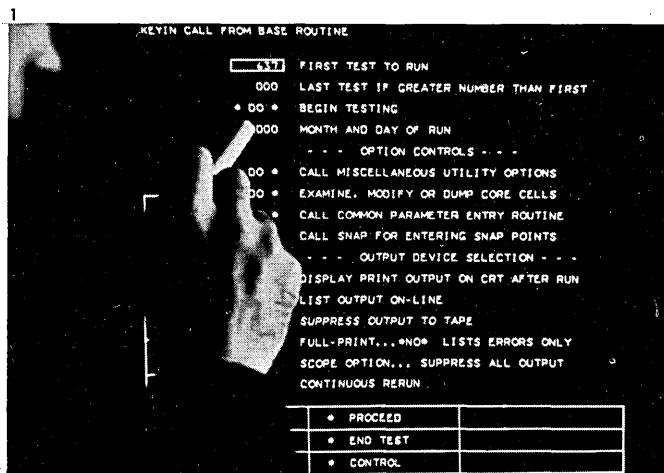 1
KEYIN CALL FROM BASE ROUTINE
637 FIRST TEST TO RUN
000 LAST TEST IF GREATER NUMBER THAN FIRST
* DO * BEGIN TESTING
000 MONTH AND DAY OF RUN
- - - OPTION CONTROLS - - -
DO * CALL MISCELLANEOUS UTILITY OPTIONS
DO * EXAMINE, MODIFY OR DUMP CORE CELLS
* CALL COMMON PARAMETER ENTRY ROUTINE
CALL SNAP FOR ENTERING SNAP POINTS
- - - OUTPUT DEVICE SELECTION - - -
DISPLAY PRINT OUTPUT ON CRT AFTER RUN
LIST OUTPUT ON-LINE
SUPPRESS OUTPUT TO TAPE
FULL-PRINT...*NO* LISTS ERRORS ONLY
SCOPE OPTION... SUPPRESS ALL OUTPUT
CONTINUOUS RERUN
* PROCEED
* END TEST
* CONTROL